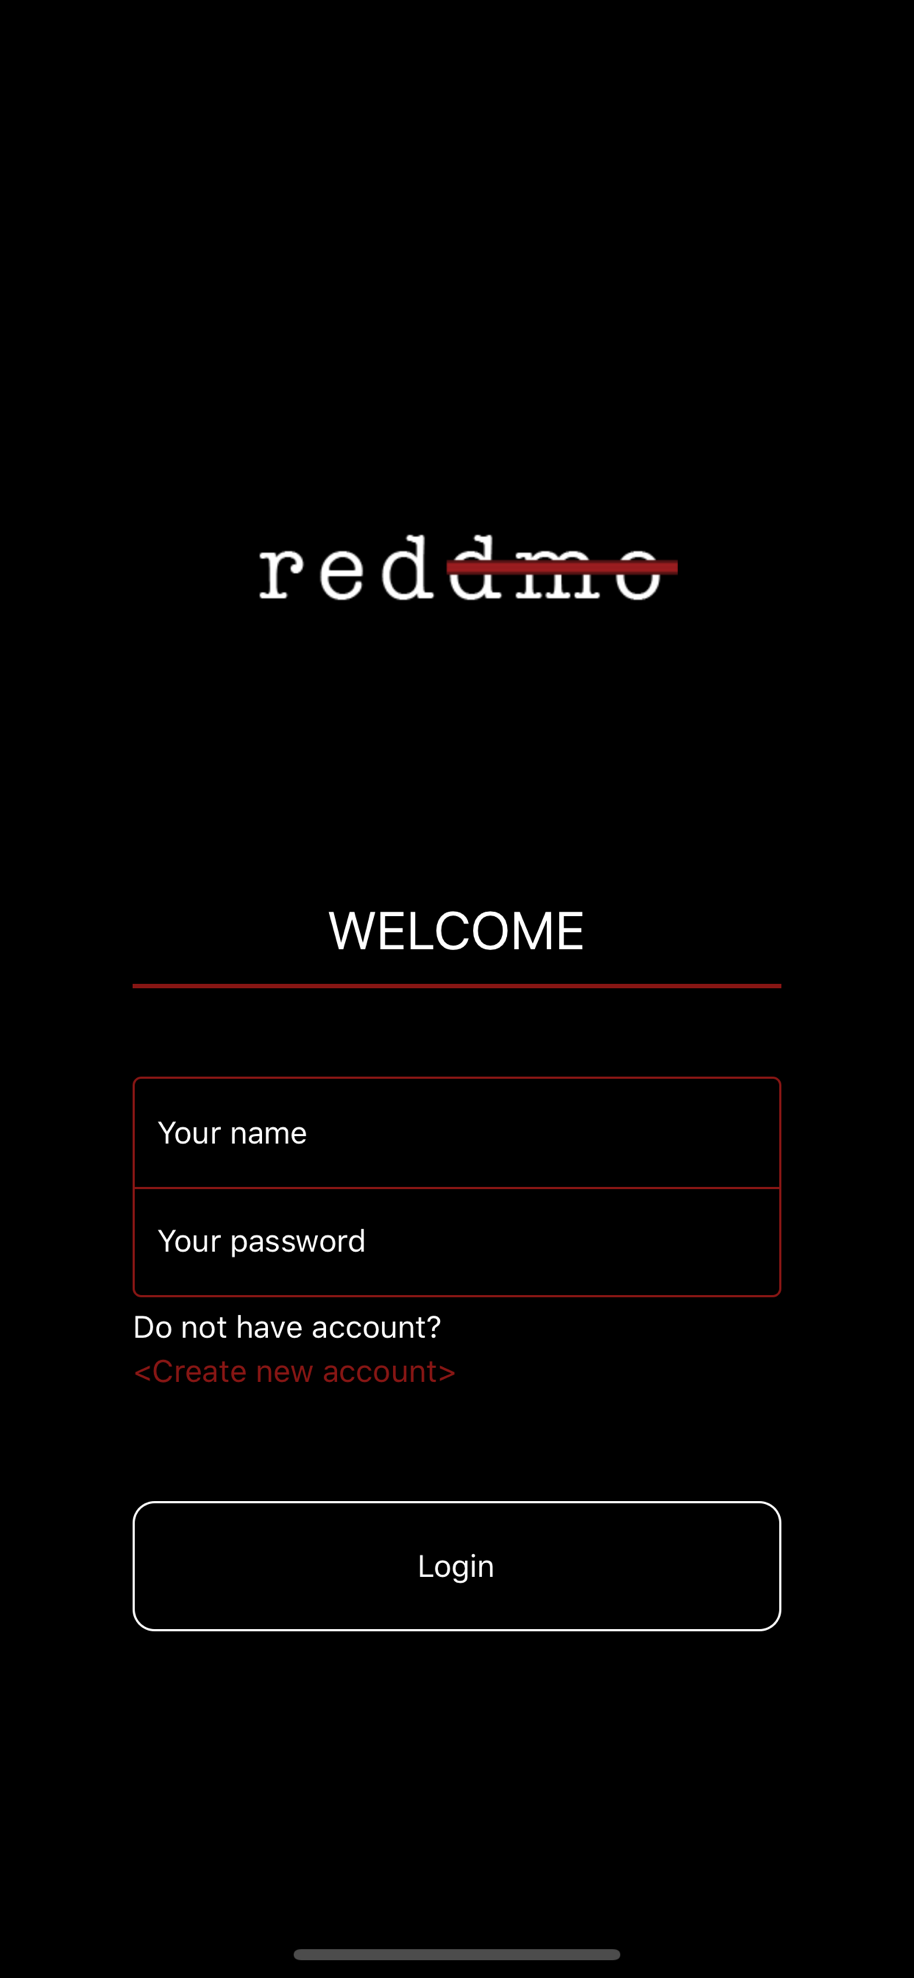 reddmo
WELCOME
Your name
Your password
Do not have account?
<Create new account>
Login